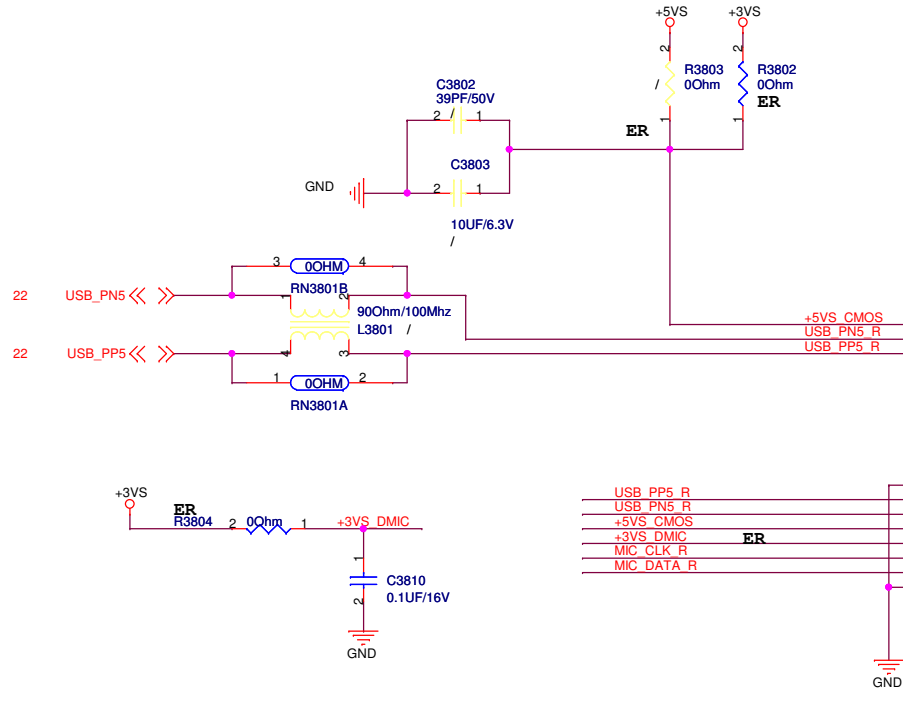 +5VS
+3VS
2
2
R3803
0Ohm
/
R3802
0Ohm
ER
1
1
ER
C3802
39PF/50V
/
2
1
C3803
2
1
GND
10UF/6.3V
/
3
0OHM
4
RN3801B
22
USB_PN5
1
2
90Ohm/100Mhz
L3801
/
22
USB_PP5
4
3
1
0OHM
2
RN3801A
+5VS_CMOS
USB_PN5_R
USB_PP5_R
+3VS
ER
R3804
2
0Ohm
1
+3VS_DMIC
1
C3810
0.1UF/16V
2
GND
USB_PP5_R
USB_PN5_R
+5VS_CMOS
+3VS_DMIC
ER
MIC_CLK_R
MIC_DATA_R
GND